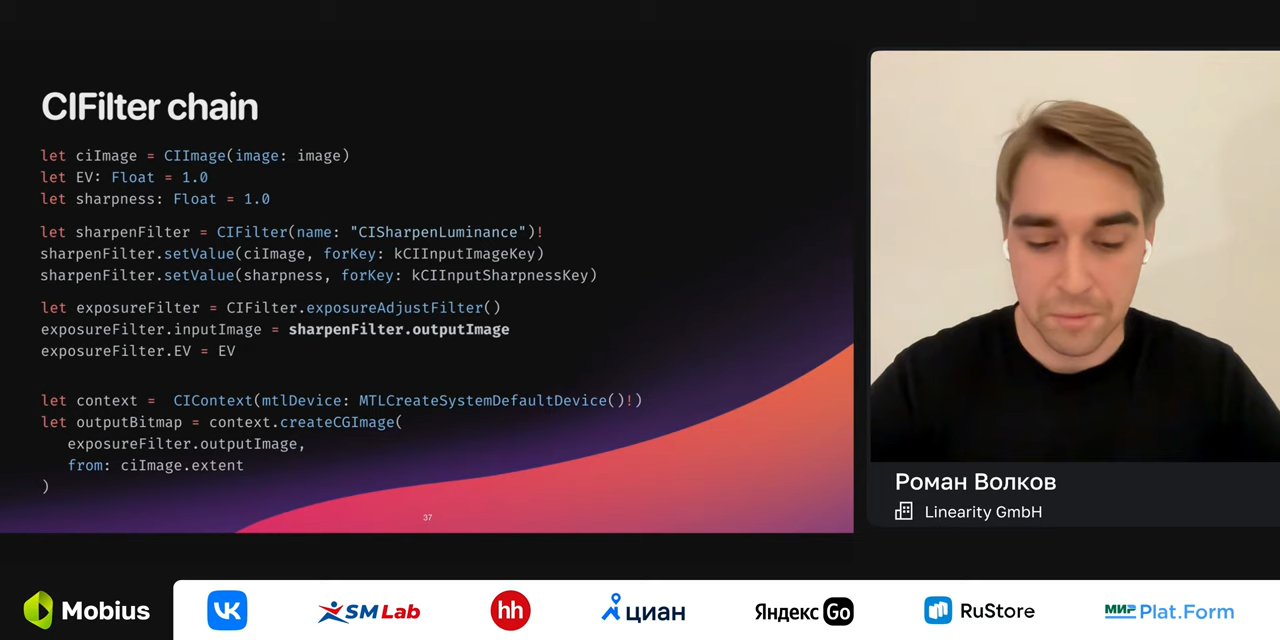 CIFilter chain
let ciImage = CIImage(image: image)
let EV: Float = 1.0
let sharpness: Float = 1.0
let sharpenFilter = CIFilter(name: "CISharpenLuminance")!
sharpenFilter.setValue(ciImage, forKey: kCIInputImageKey)
sharpenFilter.setValue(sharpness, forKey: kCIInputSharpnessKey)
let exposureFilter = CIFilter.exposureAdjustFilter()
exposureFilter.inputImage = sharpenFilter.outputImage
exposureFilter.EV = EV
let context = CIContext(mtlDevice: MTLCreateSystemDefaultDevice()!)
let outputBitmap = context.createCGImage(
exposureFilter.outputImage,
from: ciImage.extent
)
37
Роман Волков
Linearity GmbH
Mobius
VK
SM Lab
hh
циан
Яндекс Go
RuStore
МИР Plat.Form